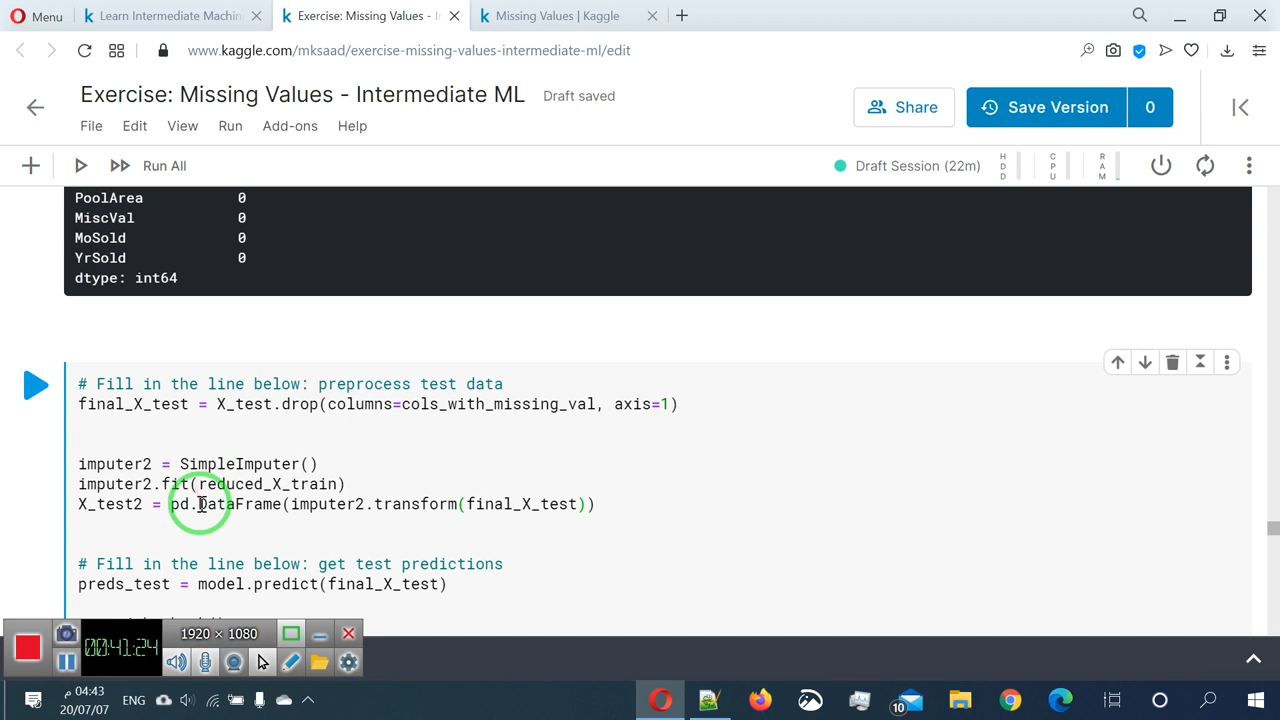 Menu
Learn Intermediate Machin
Exercise: Missing Values - In
Missing Values | Kaggle
www.kaggle.com/mksaad/exercise-missing-values-intermediate-ml/edit
Exercise: Missing Values - Intermediate ML
Draft saved
Share
Save Version
0
File Edit View Run Add-ons Help
Run All
Draft Session (22m)
HDD
CPU
RAM
PoolArea 0
MiscVal 0
MoSold 0
YrSold 0
dtype: int64
# Fill in the line below: preprocess test data
final_X_test = X_test.drop(columns=cols_with_missing_val, axis=1)
imputer2 = SimpleImputer()
imputer2.fit(reduced_X_train)
X_test2 = pd.DataFrame(imputer2.transform(final_X_test))
# Fill in the line below: get test predictions
preds_test = model.predict(final_X_test)
00:41:24
1920 × 1080
ENG
04:43 م
20/07/07
10